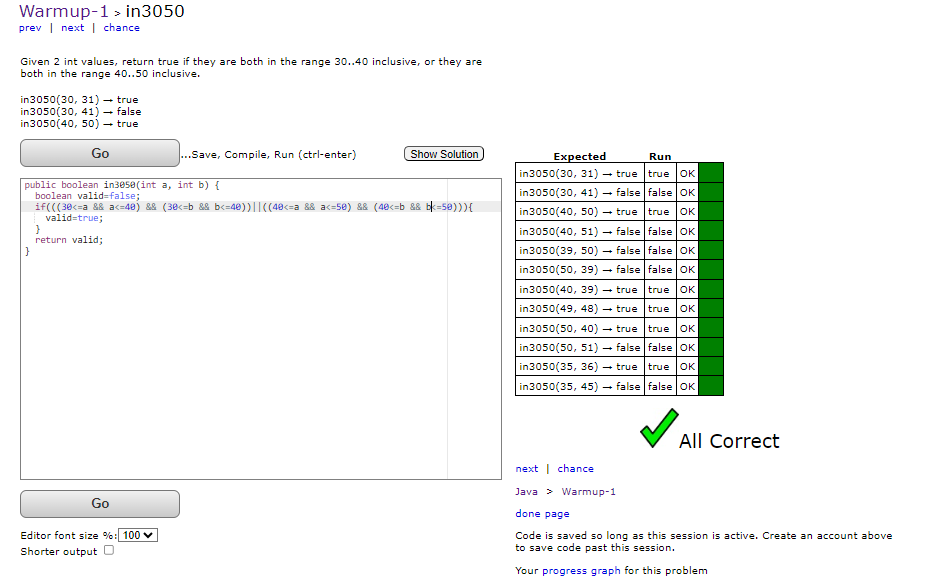 Warmup-1 > in3050
prev | next | chance
Given 2 int values, return true if they are both in the range 30..40 inclusive, or they are
both in the range 40..50 inclusive.
in3050(30, 31) → true
in3050(30, 41) → false
in3050(40, 50) → true
Go
...Save, Compile, Run (ctrl-enter)
Show Solution
public boolean in3050(int a, int b) {
boolean valid=false;
if(((30<=a && a<=40) && (30<=b && b<=40))||((40<=a && a<=50) && (40<=b && b<=50))){
valid=true;
}
return valid;
}
Go
Editor font size %: 100
Shorter output
Expected Run
in3050(30, 31) → true true OK
in3050(30, 41) → false false OK
in3050(40, 50) → true true OK
in3050(40, 51) → false false OK
in3050(39, 50) → false false OK
in3050(50, 39) → false false OK
in3050(40, 39) → true true OK
in3050(49, 48) → true true OK
in3050(50, 40) → true true OK
in3050(50, 51) → false false OK
in3050(35, 36) → true true OK
in3050(35, 45) → false false OK
All Correct
next | chance
Java > Warmup-1
done page
Code is saved so long as this session is active. Create an account above
to save code past this session.
Your progress graph for this problem